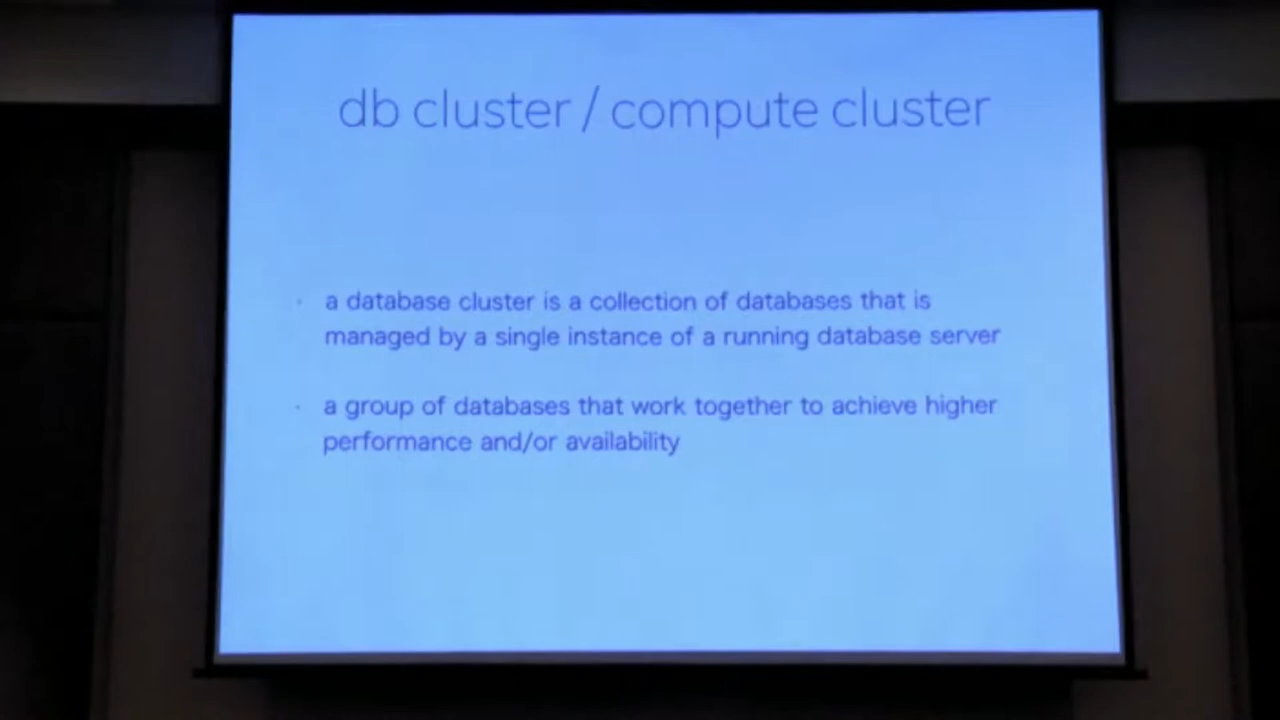 db cluster / compute cluster
a database cluster is a collection of databases that is
managed by a single instance of a running database server
a group of databases that work together to achieve higher
performance and/or availability